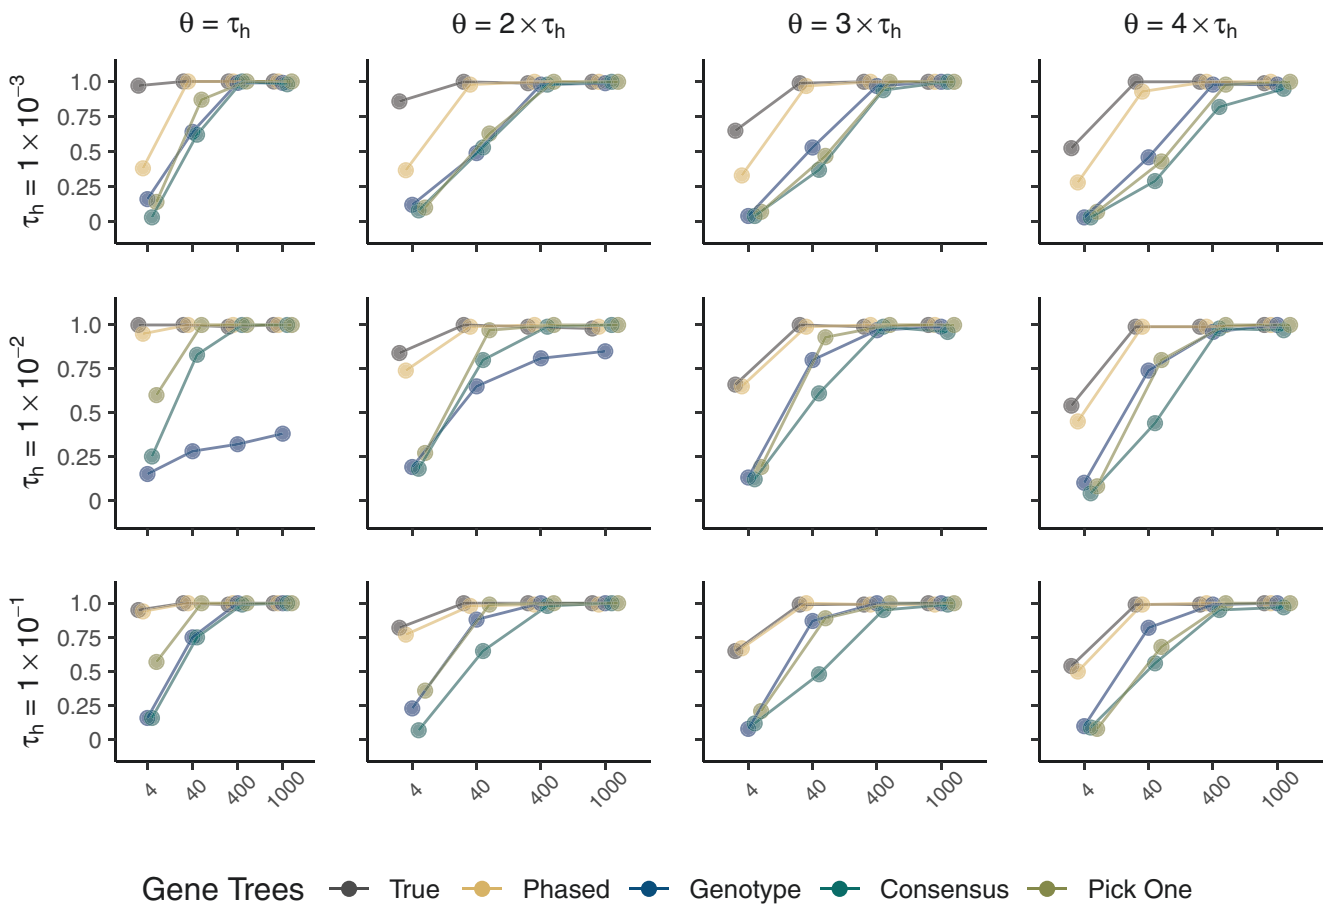 θ = τh
θ = 2×τh
θ = 3×τh
θ = 4×τh
τh = 1×10−3
1.0
0.75
0.5
0.25
0
τh = 1×10−2
1.0
0.75
0.5
0.25
0
τh = 1×10−1
1.0
0.75
0.5
0.25
0
4 40 400 1000
4 40 400 1000
4 40 400 1000
4 40 400 1000
Gene Trees True Phased Genotype Consensus Pick One